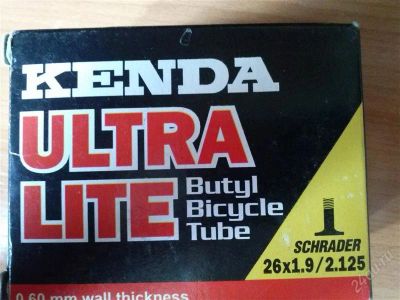 KENDA
ULTRA
LITE
Butyl
Bicycle
Tube
SCHRADER
26x1.9/2.125
0.60 mm wall thickness